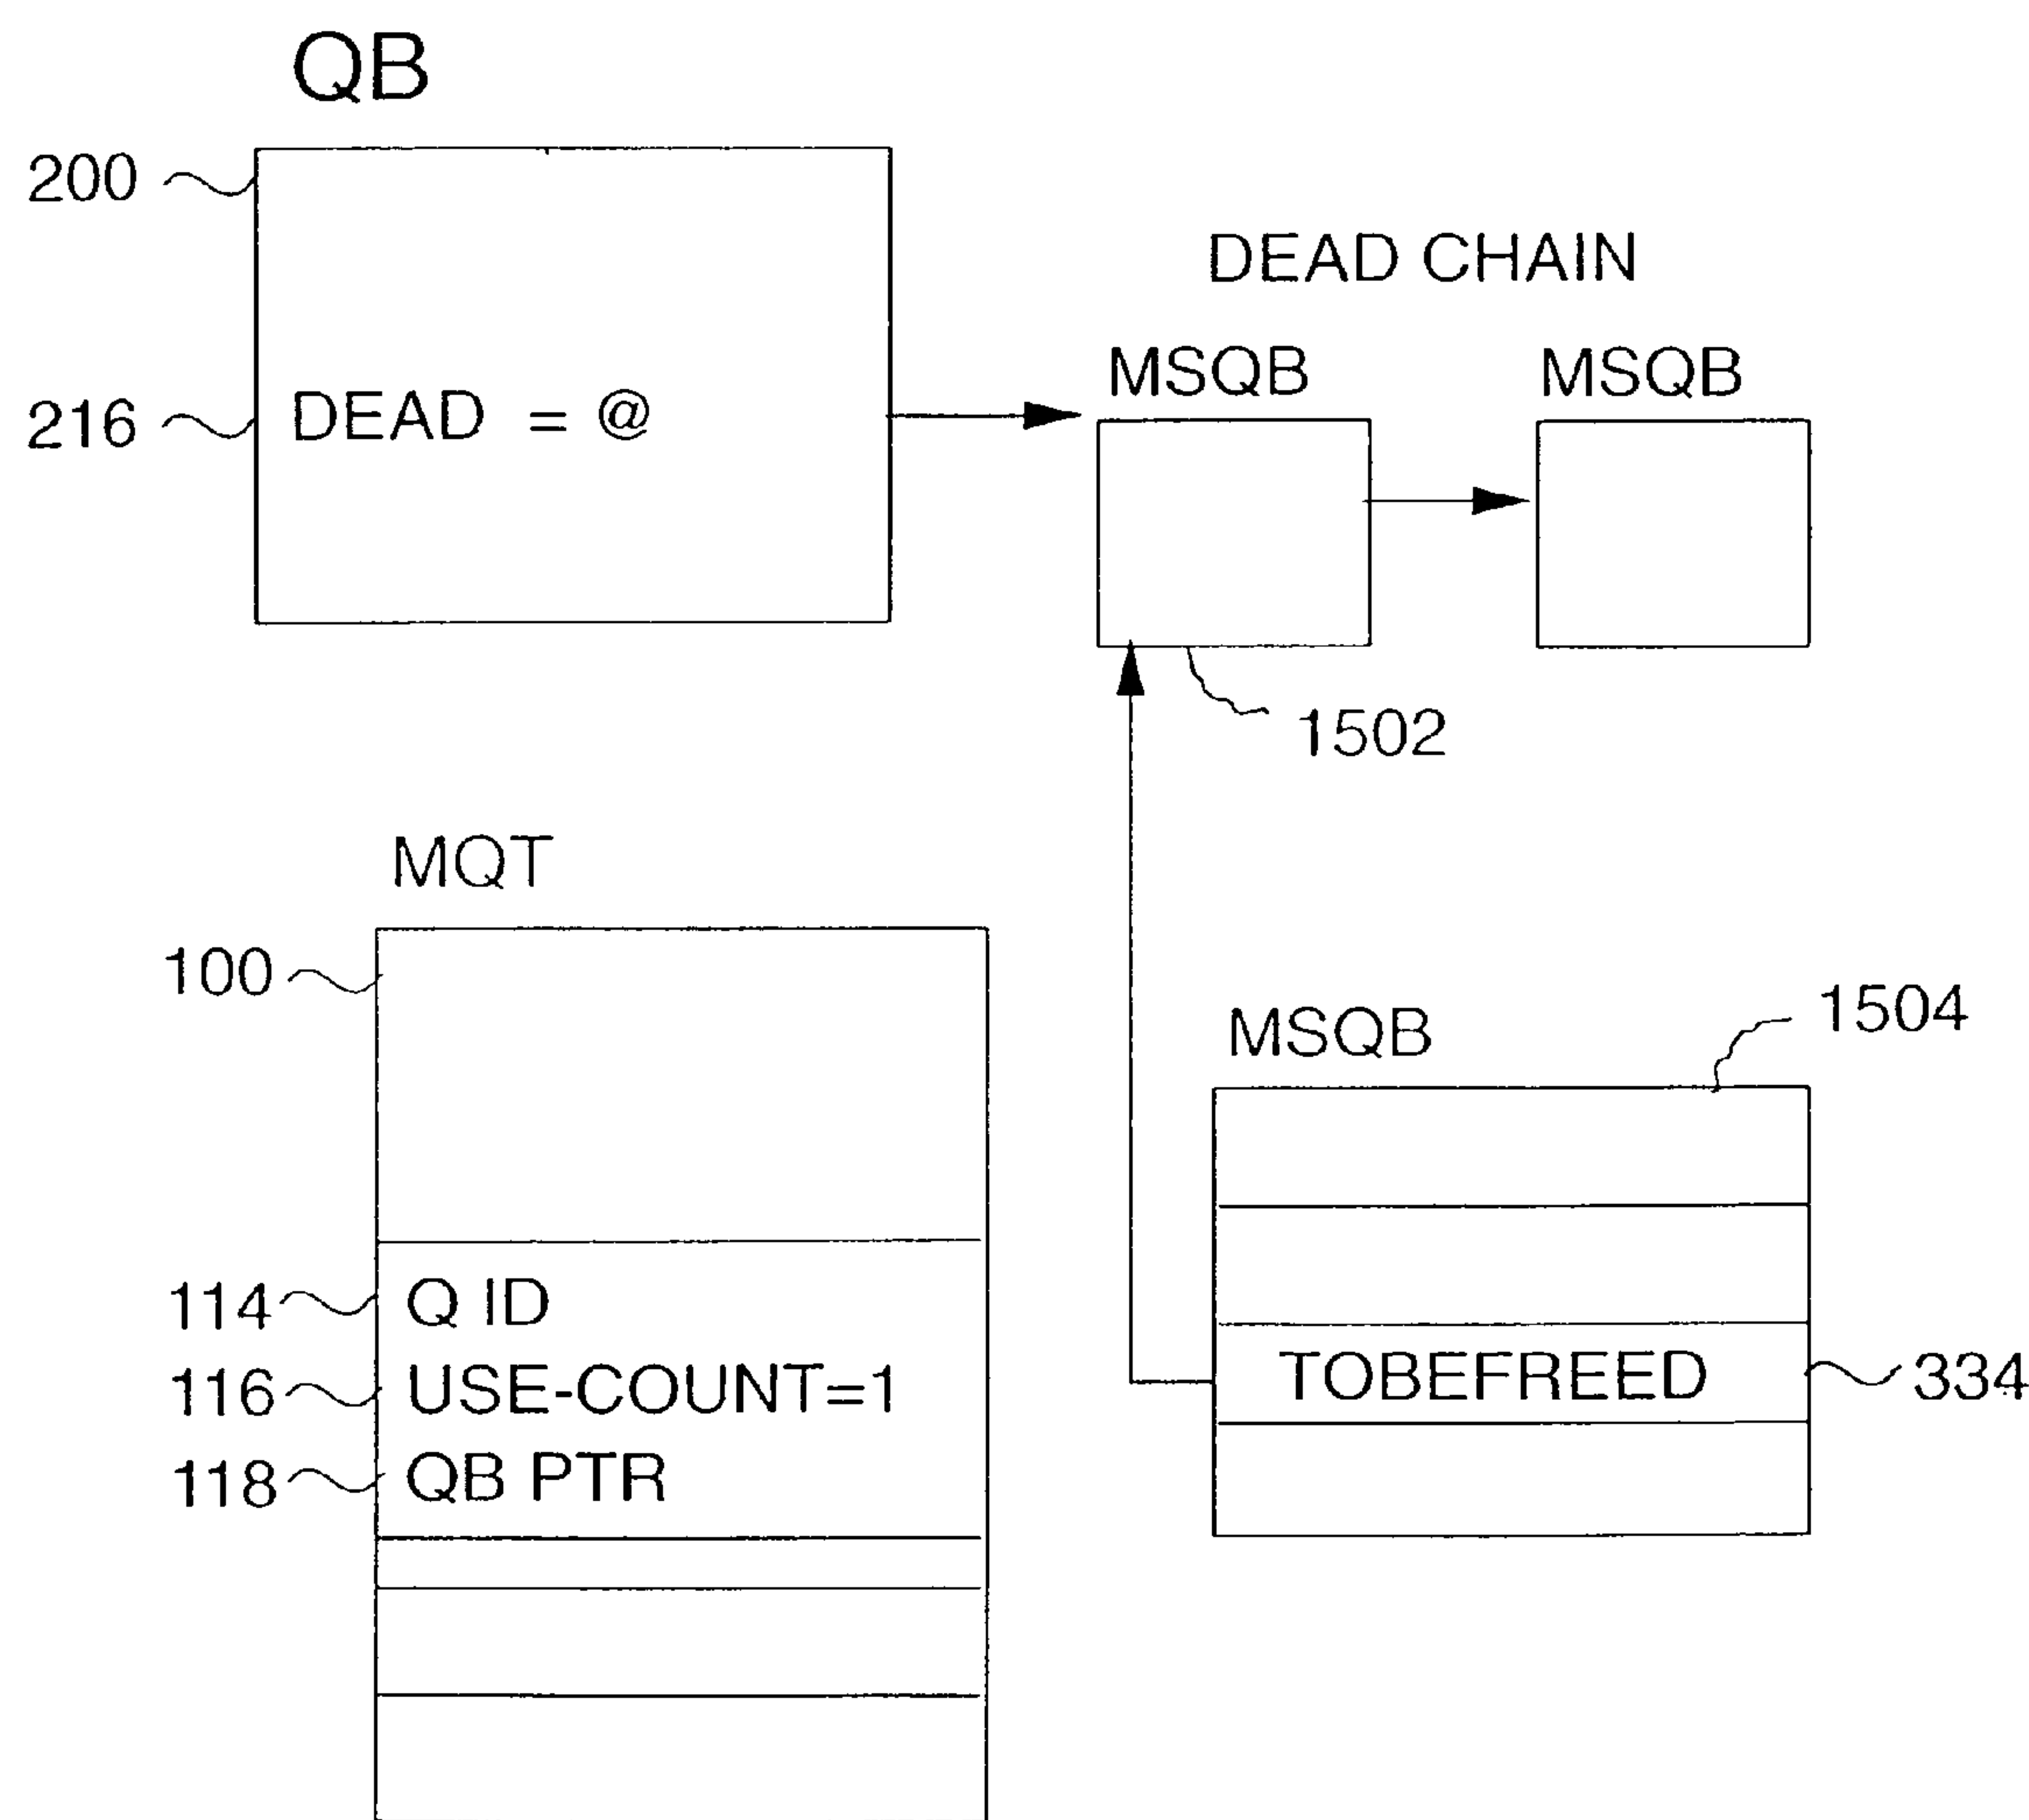 QB
200
DEAD CHAIN
MSQB MSQB
216 DEAD = @
1502
MQT
100
1504
MSQB
114 Q ID
116 USE-COUNT=1
TOBEFREED 334
118 QB PTR